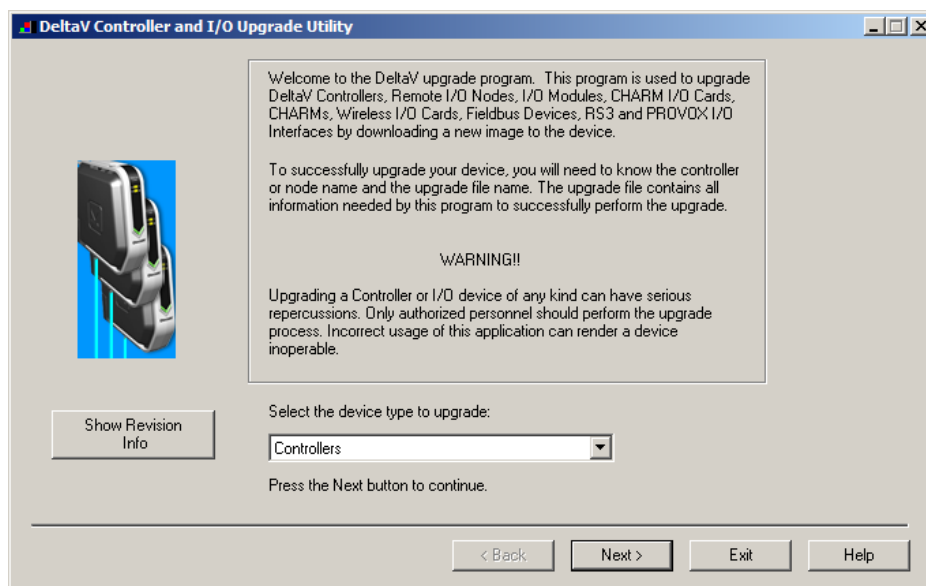 DeltaV Controller and I/O Upgrade Utility
Welcome to the DeltaV upgrade program. This program is used to upgrade
DeltaV Controllers, Remote I/O Nodes, I/O Modules, CHARM I/O Cards,
CHARMs, Wireless I/O Cards, Fieldbus Devices, RS3 and PROVOX I/O
Interfaces by downloading a new image to the device.
To successfully upgrade your device, you will need to know the controller
or node name and the upgrade file name. The upgrade file contains all
information needed by this program to successfully perform the upgrade.
WARNING!!
Upgrading a Controller or I/O device of any kind can have serious
repercussions. Only authorized personnel should perform the upgrade
process. Incorrect usage of this application can render a device
inoperable.
Show Revision
Info
Select the device type to upgrade:
Controllers
Press the Next button to continue.
< Back
Next >
Exit
Help